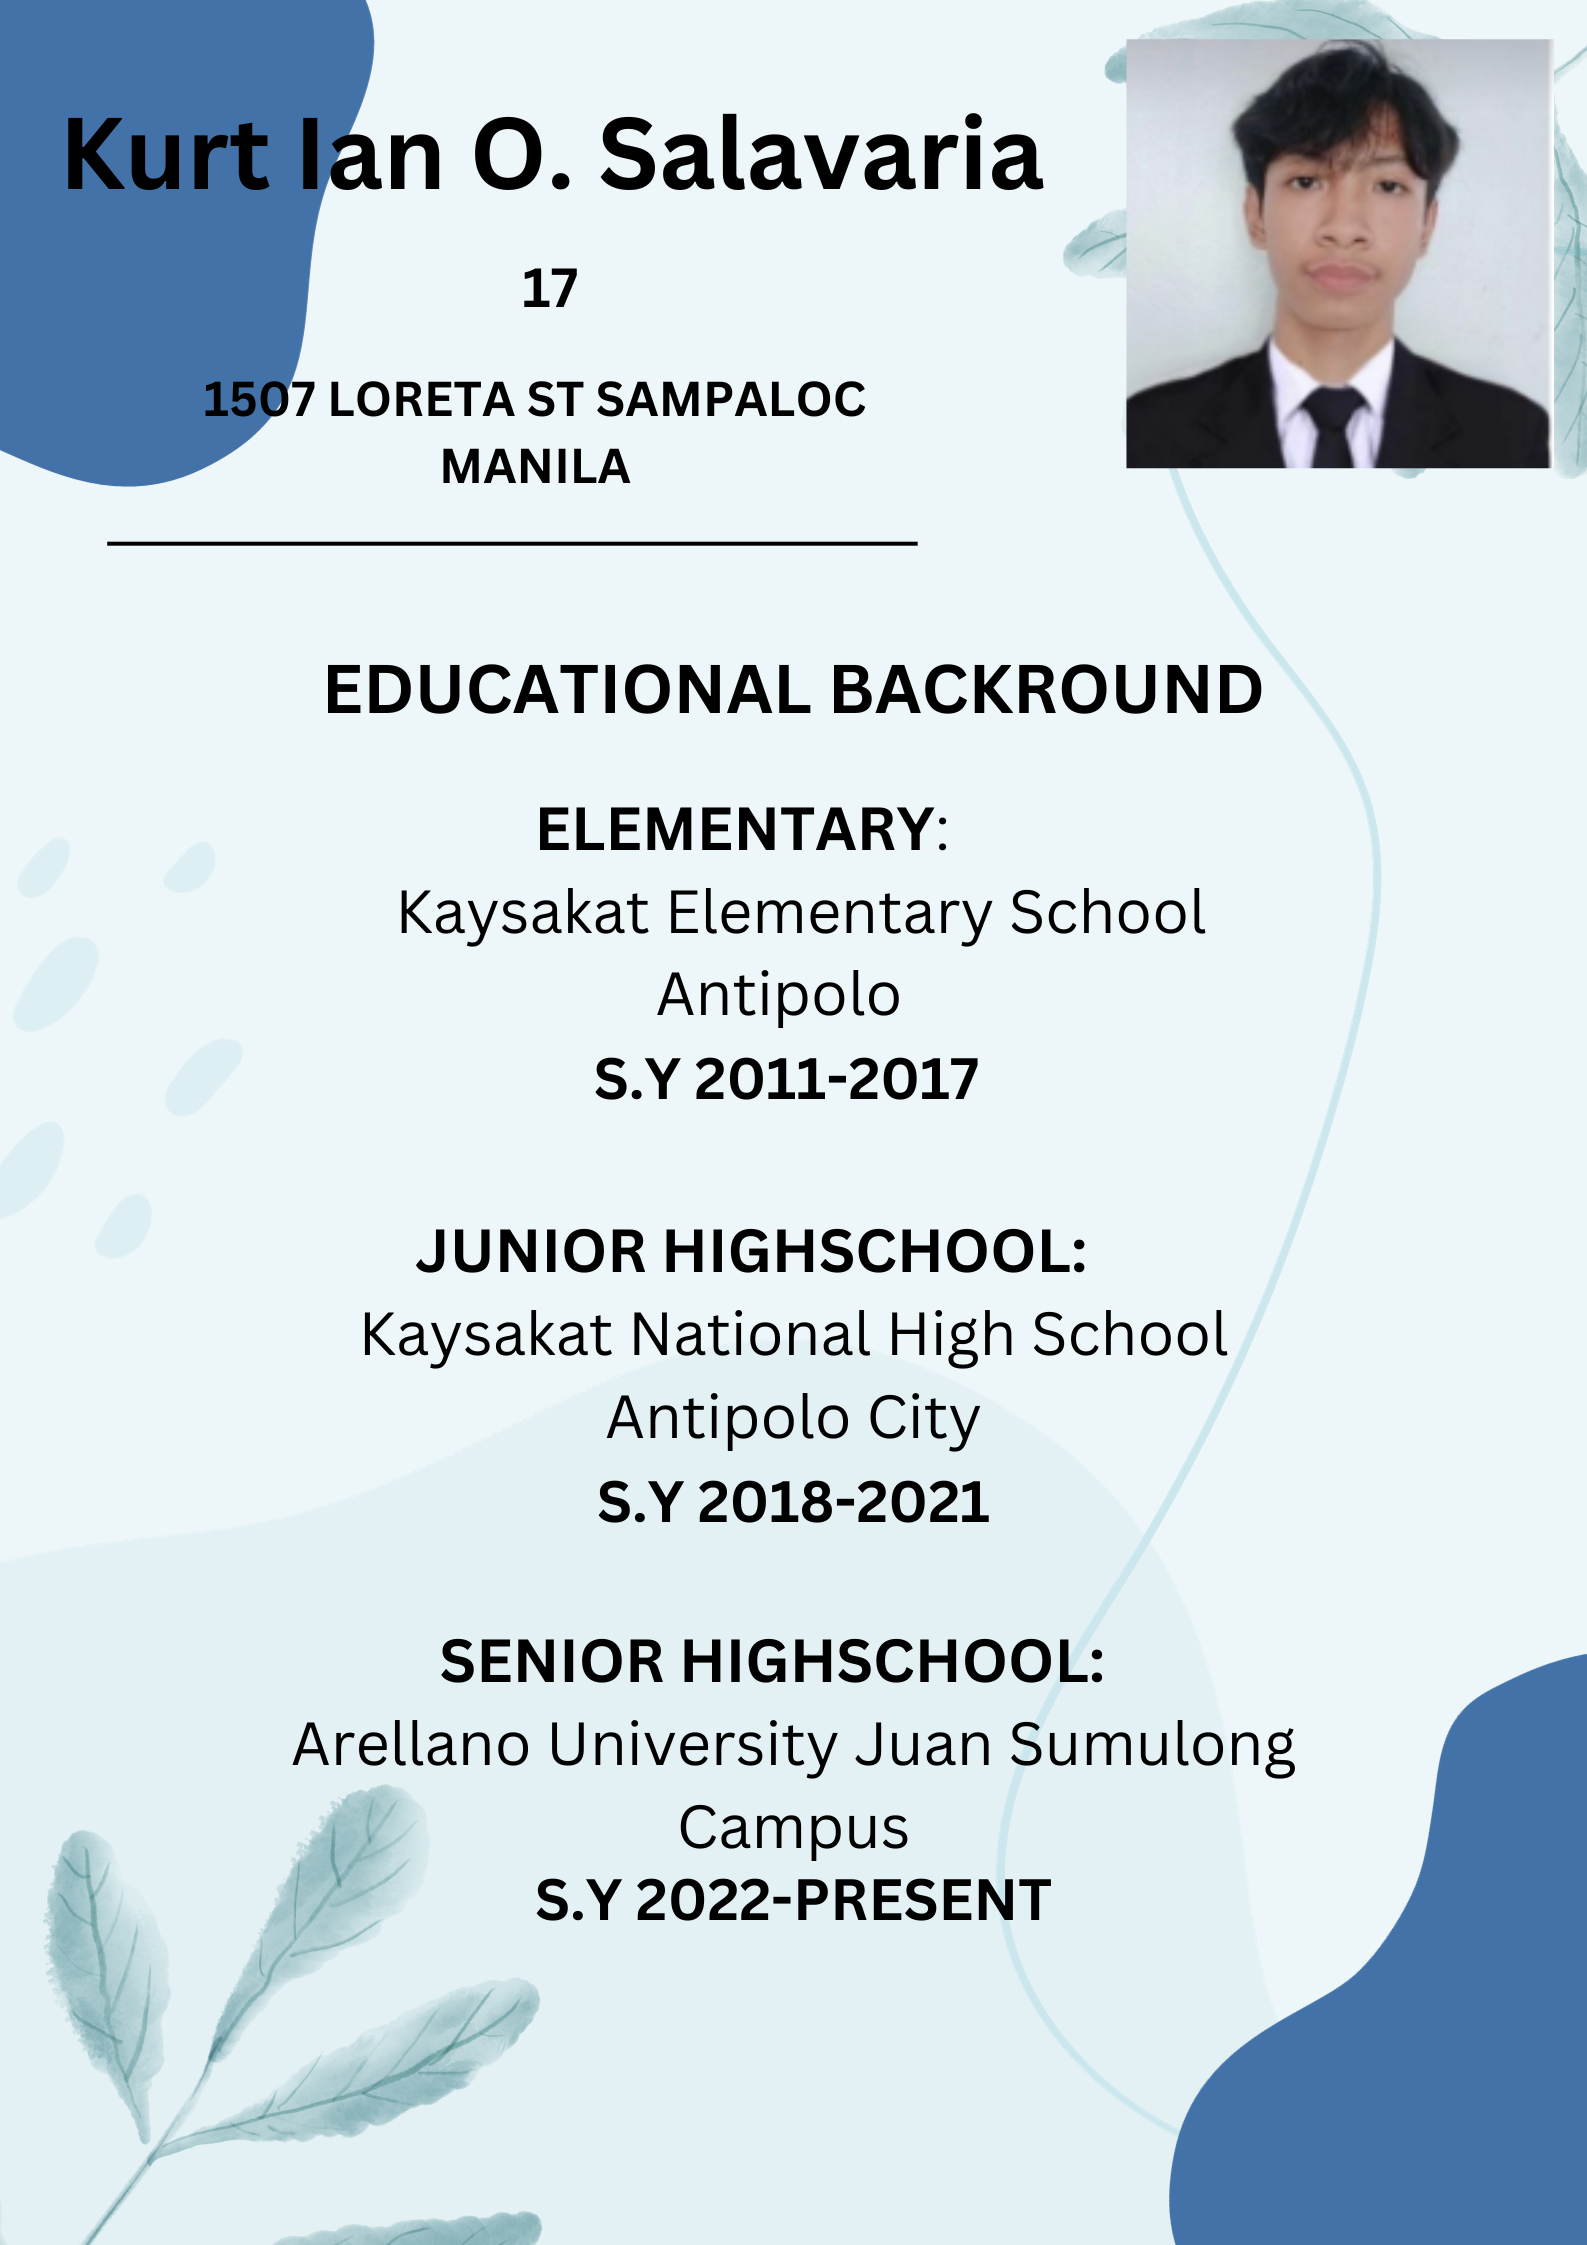 Kurt Ian O. Salavaria
17
1507 LORETA ST SAMPALOC
MANILA
EDUCATIONAL BACKROUND
ELEMENTARY:
Kaysakat Elementary School
Antipolo
S.Y 2011-2017
JUNIOR HIGHSCHOOL:
Kaysakat National High School
Antipolo City
S.Y 2018-2021
SENIOR HIGHSCHOOL:
Arellano University Juan Sumulong
Campus
S.Y 2022-PRESENT